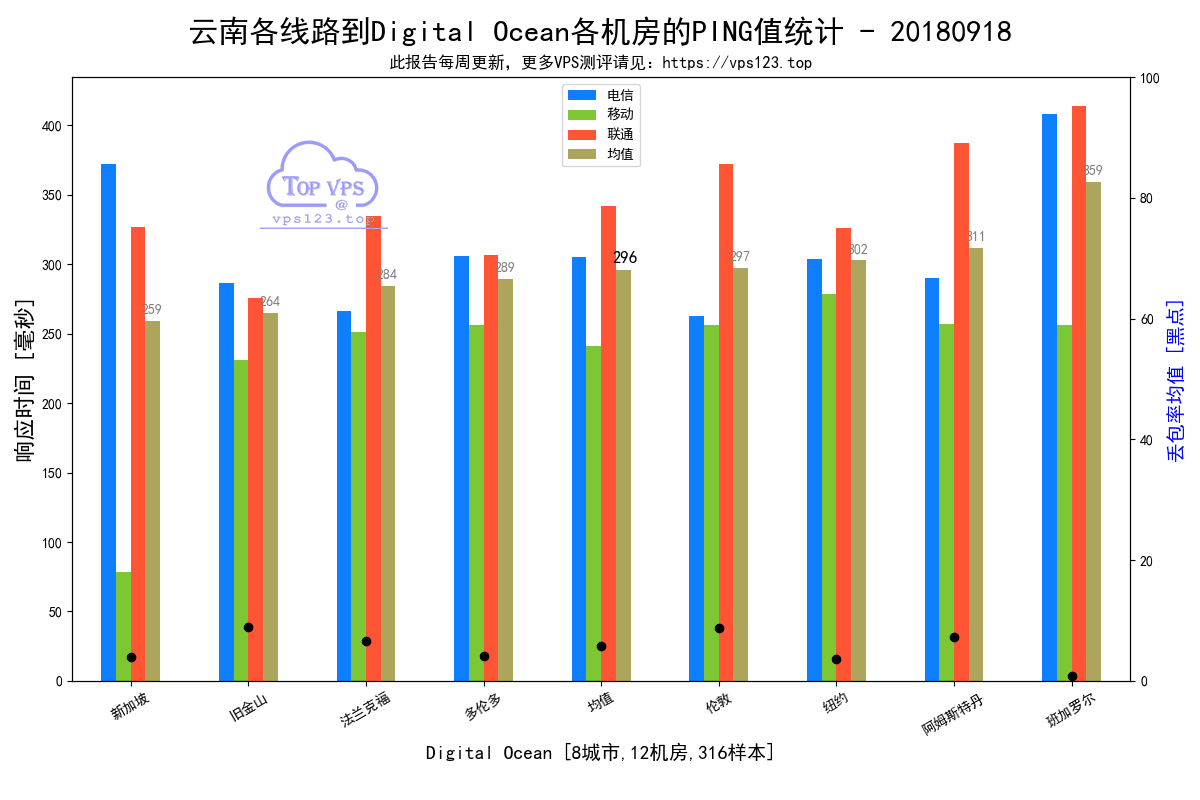 云南各线路到Digital Ocean各机房的PING值统计 - 20180918
此报告每周更新，更多VPS测评请见：https://vps123.top
电信
移动
联通
均值
TOP VPS
@
vps123.top
响应时间 [毫秒]
400
350
300
250
200
150
100
50
0
259
264
284
289
296
297
302
311
359
100
80
60
40
20
0
丢包率均值 [黑点]
新加坡
旧金山
法兰克福
多伦多
均值
伦敦
纽约
阿姆斯特丹
班加罗尔
Digital Ocean [8城市,12机房,316样本]